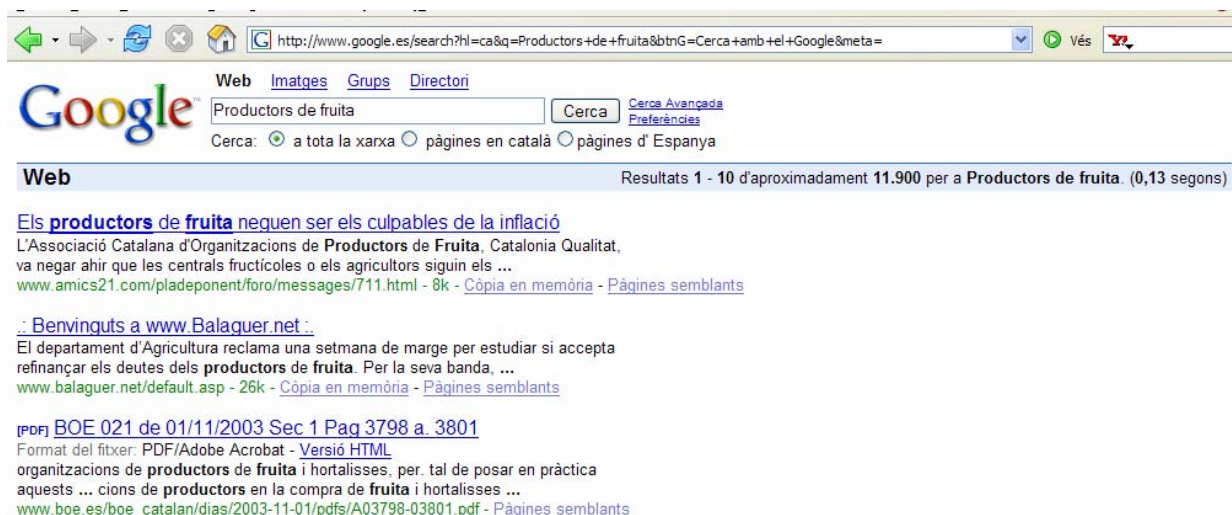 http://www.google.es/search?hl=ca&q=Productors+de+fruita&btnG=Cerca+amb+el+Google&meta=
Vés
Google™
Web Imatges Grups Directori
Productors de fruita
Cerca
Cerca Avançada
Preferències
Cerca: a tota la xarxa pàgines en català pàgines d' Espanya
Web Resultats 1 - 10 d'aproximadament 11.900 per a Productors de fruita. (0,13 segons)
Els productors de fruita neguen ser els culpables de la inflació
L'Associació Catalana d'Organitzacions de Productors de Fruita, Catalonia Qualitat,
va negar ahir que les centrals fructícoles o els agricultors siguin els ...
www.amics21.com/pladeponent/foro/messages/711.html - 8k - Còpia en memòria - Pàgines semblants
.: Benvinguts a www.Balaguer.net :.
El departament d'Agricultura reclama una setmana de marge per estudiar si accepta
refinançar els deutes dels productors de fruita. Per la seva banda, ...
www.balaguer.net/default.asp - 26k - Còpia en memòria - Pàgines semblants
[PDF] BOE 021 de 01/11/2003 Sec 1 Pag 3798 a. 3801
Format del fitxer: PDF/Adobe Acrobat - Versió HTML
organitzacions de productors de fruita i hortalisses, per. tal de posar en pràctica
aquests ... cions de productors en la compra de fruita i hortalisses ...
www.boe.es/boe_catalan/dias/2003-11-01/pdfs/A03798-03801.pdf - Pàgines semblants